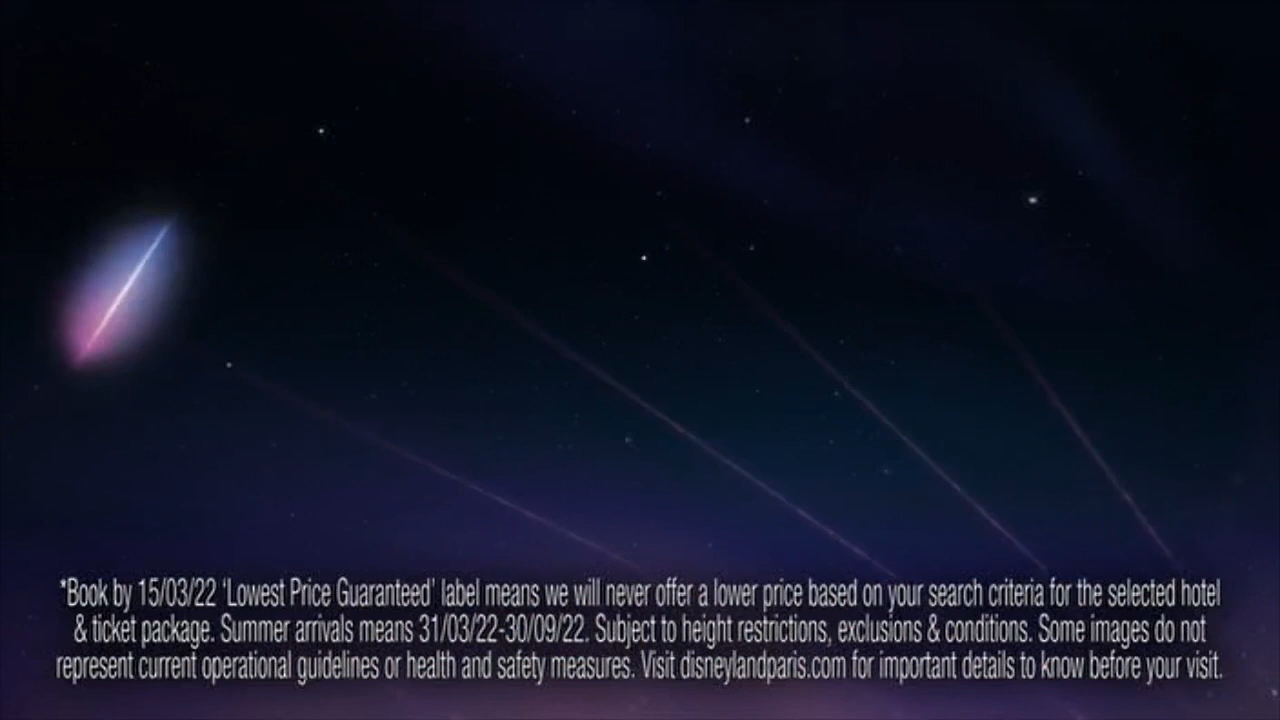 *Book by 15/03/22 'Lowest Price Guaranteed' label means we will never offer a lower price based on your search criteria for the selected hotel
& ticket package. Summer arrivals means 31/03/22-30/09/22. Subject to height restrictions, exclusions & conditions. Some images do not
represent current operational guidelines or health and safety measures. Visit disneylandparis.com for important details to know before your visit.